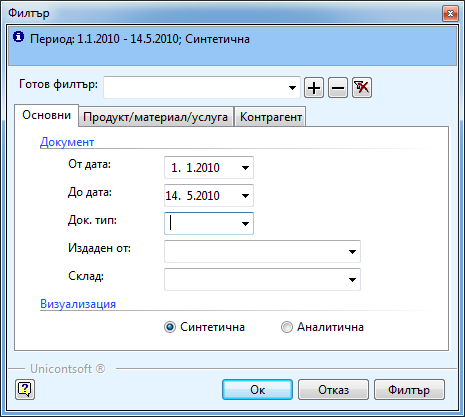 Филтър
Период: 1.1.2010 - 14.5.2010; Синтетична
Готов филтър:
Основни Продукт/материал/услуга Контрагент
Документ
От дата: 1. 1.2010
До дата: 14. 5.2010
Док. тип:
Издаден от:
Склад:
Визуализация
Синтетична Аналитична
Unicontsoft ®
Ок Отказ Филтър